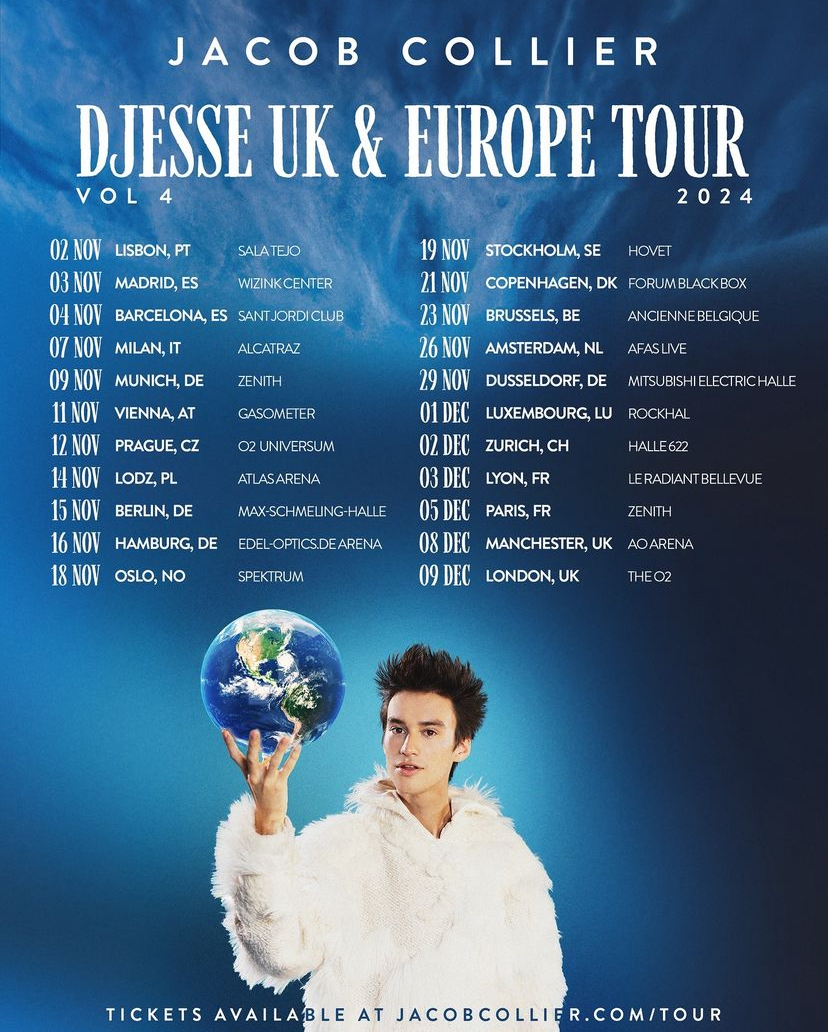 JACOB COLLIER
DJESSE UK & EUROPE TOUR
VOL 4
2024
02 NOV LISBON, PT SALA TEJO
03 NOV MADRID, ES WIZINK CENTER
04 NOV BARCELONA, ES SANT JORDI CLUB
07 NOV MILAN, IT ALCATRAZ
09 NOV MUNICH, DE ZENITH
11 NOV VIENNA, AT GASOMETER
12 NOV PRAGUE, CZ O2 UNIVERSUM
14 NOV LODZ, PL ATLAS ARENA
15 NOV BERLIN, DE MAX-SCHMELING-HALLE
16 NOV HAMBURG, DE EDEL-OPTICS.DE ARENA
18 NOV OSLO, NO SPEKTRUM
19 NOV STOCKHOLM, SE HOVET
21 NOV COPENHAGEN, DK FORUM BLACK BOX
23 NOV BRUSSELS, BE ANCIENNE BELGIQUE
26 NOV AMSTERDAM, NL AFAS LIVE
29 NOV DUSSELDORF, DE MITSUBISHI ELECTRIC HALLE
01 DEC LUXEMBOURG, LU ROCKHAL
02 DEC ZURICH, CH HALLE 622
03 DEC LYON, FR LE RADIANT BELLEVUE
05 DEC PARIS, FR ZENITH
08 DEC MANCHESTER, UK AO ARENA
09 DEC LONDON, UK THE O2
TICKETS AVAILABLE AT JACOBCOLLIER.COM/TOUR